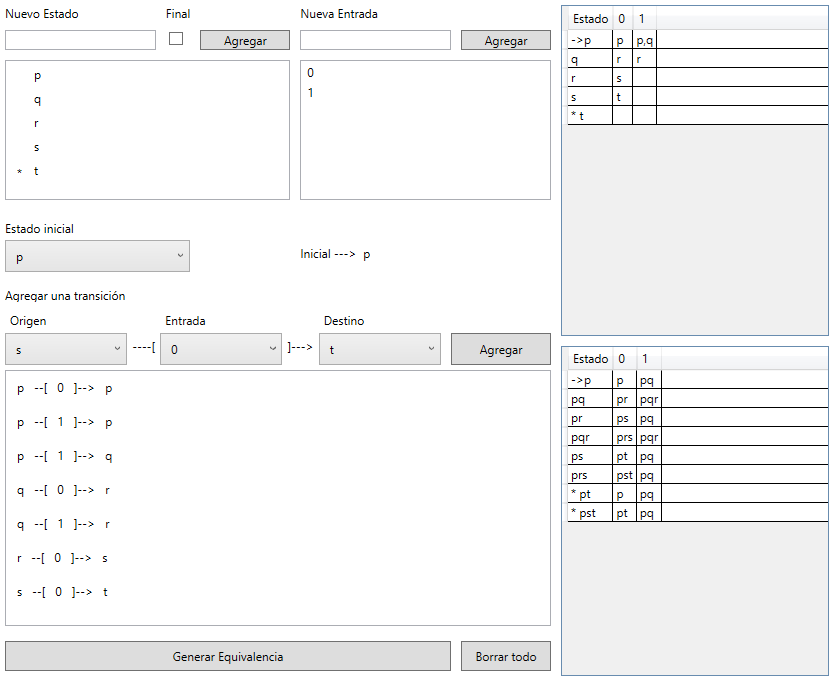 Nuevo Estado
Final
Agregar
p
q
r
s
* t
Nueva Entrada
Agregar
0
1
Estado inicial
p
Inicial ---> p
Agregar una transición
Origen Entrada Destino
s ----[ 0 ]---> t Agregar
p --[ 0 ]--> p
p --[ 1 ]--> p
p --[ 1 ]--> q
q --[ 0 ]--> r
q --[ 1 ]--> r
r --[ 0 ]--> s
s --[ 0 ]--> t
Generar Equivalencia
Borrar todo
Estado 0 1
->p p p,q
q r r
r s
s t
* t
Estado 0 1
->p p pq
pq pr pqr
pr ps pq
pqr prs pqr
ps pt pq
prs pst pq
* pt p pq
* pst pt pq